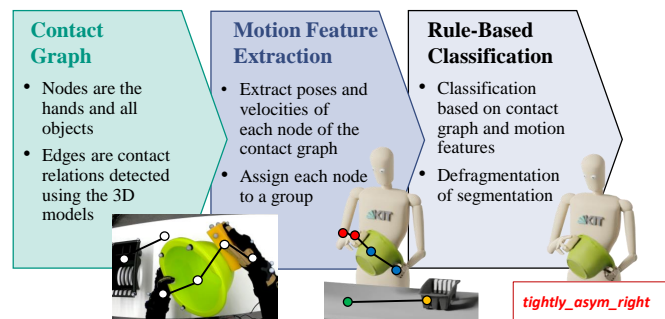 Contact
Graph
• Nodes are the
hands and all
objects
• Edges are contact
relations detected
using the 3D
models
Motion Feature
Extraction
• Extract poses and
velocities of
each node of the
contact graph
• Assign each node
to a group
Rule-Based
Classification
• Classification
based on contact
graph and motion
features
• Defragmentation
of segmentation
KIT
KIT
tightly_asym_right